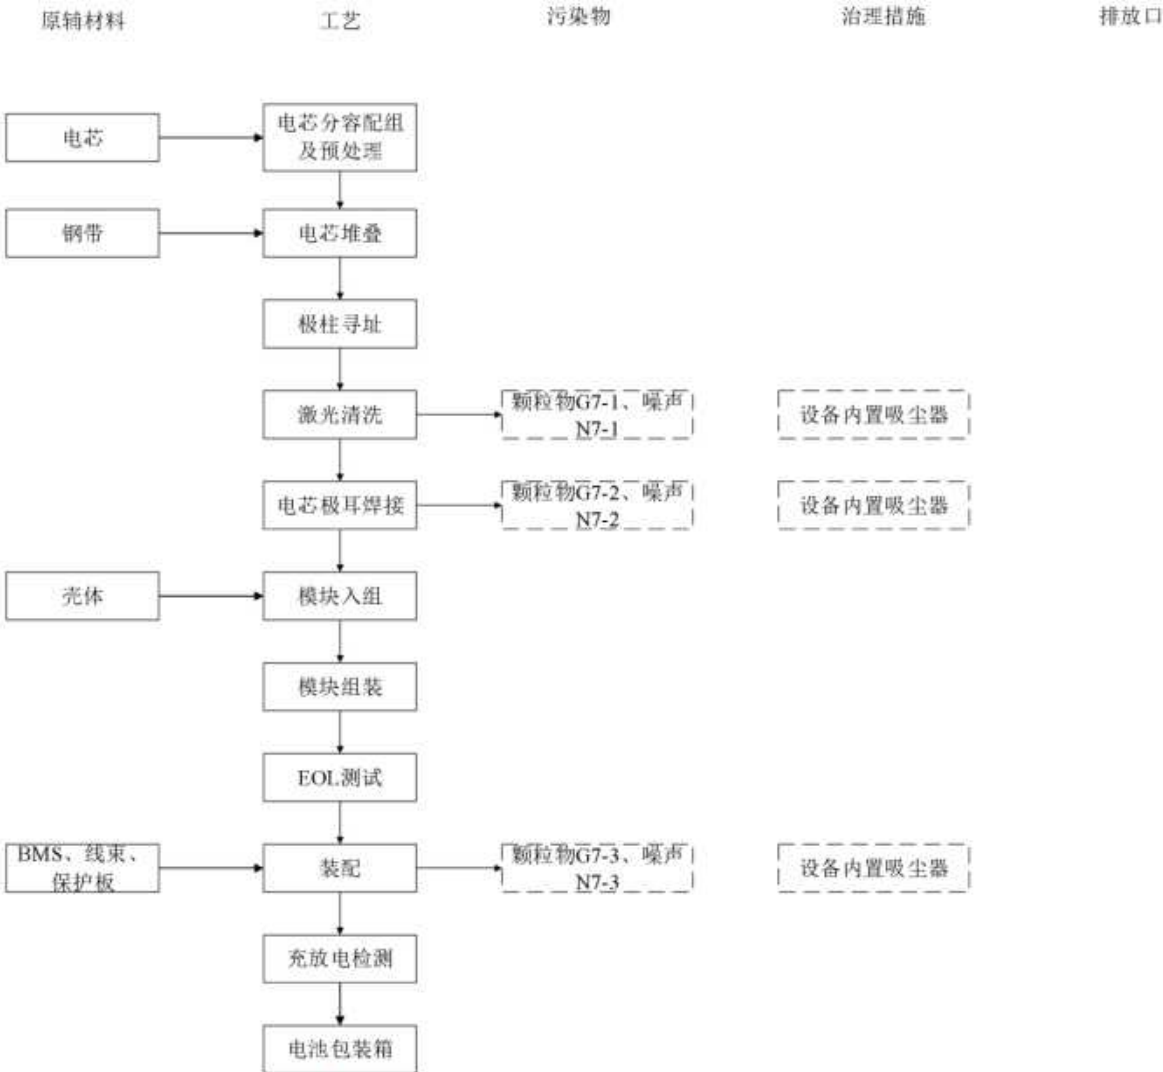 原辅材料
工艺
污染物
治理措施
排放口
电芯
电芯分容配组
及预处理
钢带
电芯堆叠
极柱寻址
激光清洗
颗粒物G7-1、噪声
N7-1
设备内置吸尘器
电芯极耳焊接
颗粒物G7-2、噪声
N7-2
设备内置吸尘器
壳体
模块入组
模块组装
EOL测试
BMS、线束、
保护板
装配
颗粒物G7-3、噪声
N7-3
设备内置吸尘器
充放电检测
电池包装箱